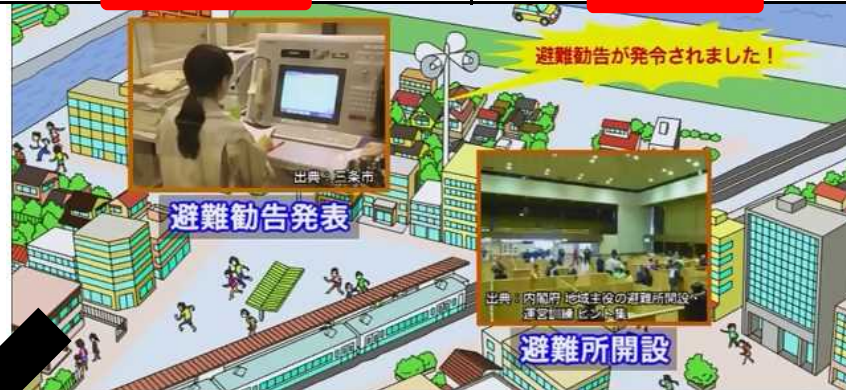 避難勧告が発令されました！
出典：三条市
避難勧告発表
出典：内閣府 地域主役の避難所開設・
運営訓練 ヒント集
避難所開設